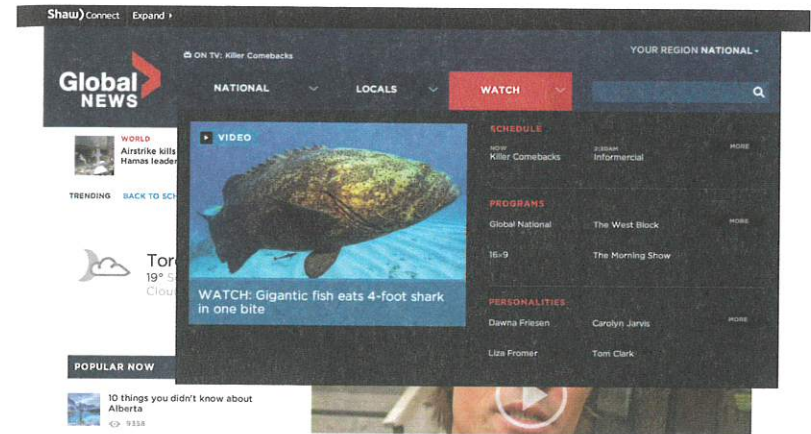 Shaw) Connect Expand
ON TV: Killer Comebacks
YOUR REGION NATIONAL
Global
NEWS
NATIONAL
LOCALS
WATCH
WORLD
Airstrike kills
Hamas leader
TRENDING BACK TO SCH
Tor
19°
Clou
VIDEO
WATCH: Gigantic fish eats 4-foot shark
in one bite
SCHEDULE
NOW
Killer Comebacks
2:30AM
Informercial
MORE
PROGRAMS
Global National
The West Block
MORE
16x9
The Morning Show
PERSONALITIES
Dawna Friesen
Carolyn Jarvis
MORE
Liza Fromer
Tom Clark
POPULAR NOW
10 things you didn't know about
Alberta
9358